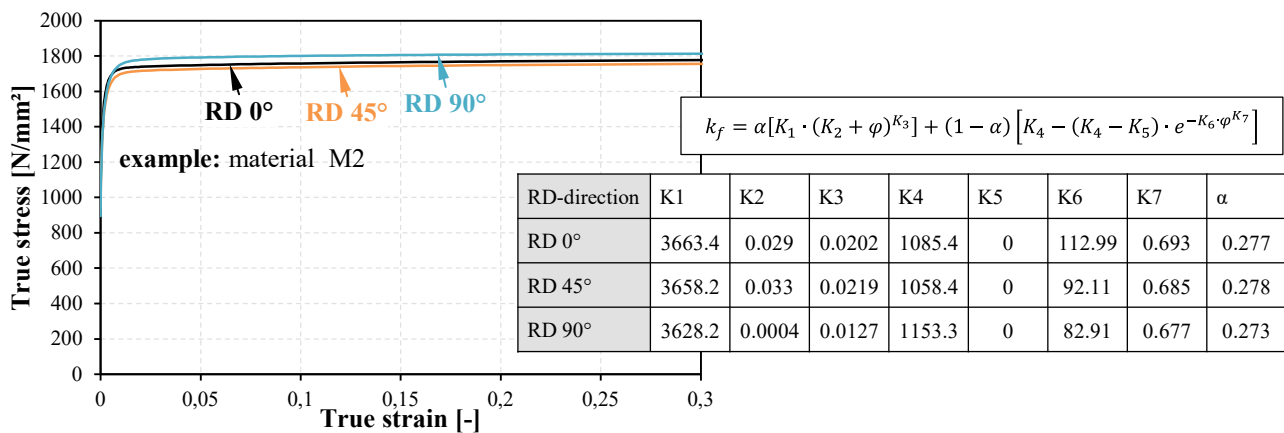 2000
1800
1600
1400
1200
1000
800
600
400
200
0
True stress [N/mm²]
RD 0°
RD 45°
RD 90°
example: material M2
0
0,05
0,1
0,15
0,2
0,25
0,3
True strain [-]
k_f = α[K_1 · (K_2 + φ)^{K_3}] + (1 − α) [K_4 − (K_4 − K_5) · e^{−K_6·φ^{K_7}}]
RD-direction K1 K2 K3 K4 K5 K6 K7 α
RD 0° 3663.4 0.029 0.0202 1085.4 0 112.99 0.693 0.277
RD 45° 3658.2 0.033 0.0219 1058.4 0 92.11 0.685 0.278
RD 90° 3628.2 0.0004 0.0127 1153.3 0 82.91 0.677 0.273